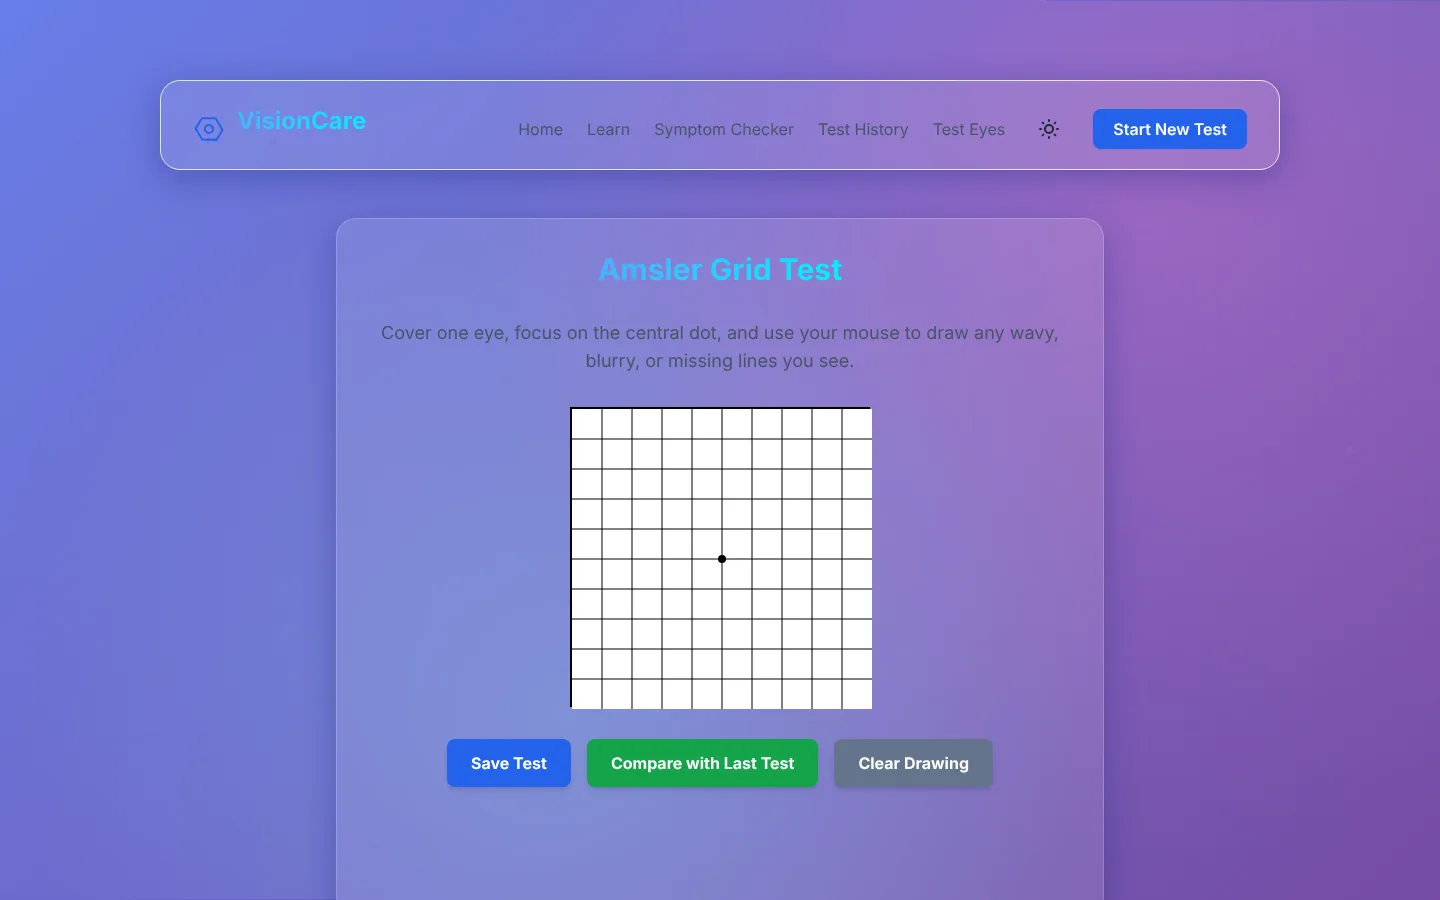 VisionCare
Home
Learn
Symptom Checker
Test History
Test Eyes
Start New Test
Amsler Grid Test
Cover one eye, focus on the central dot, and use your mouse to draw any wavy,
blurry, or missing lines you see.
Save Test
Compare with Last Test
Clear Drawing